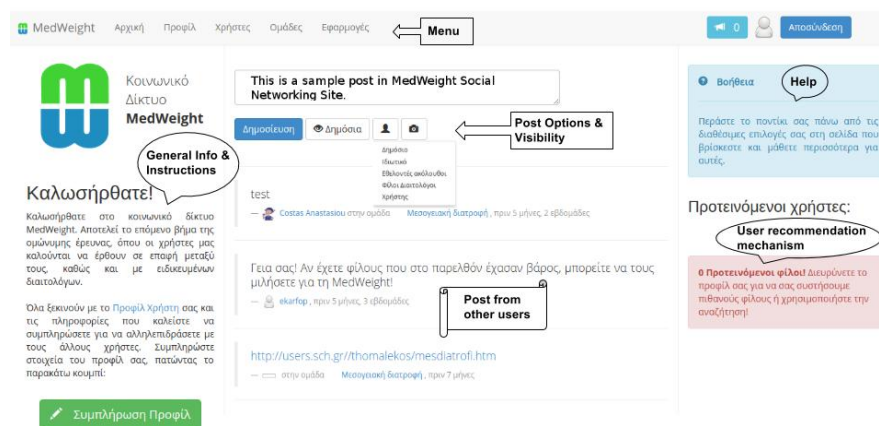 MedWeight Αρχική Προφίλ Χρήστες Ομάδες Εφαρμογές
Menu
0 Αποσύνδεση
Κοινωνικό
Δίκτυο
MedWeight
General Info &
Instructions
Καλωσήρθατε!
Καλωσήρθατε στο κοινωνικό δίκτυο
MedWeight. Αποτελεί το επόμενο βήμα της
ομώνυμης έρευνας, όπου οι χρήστες μας
καλούνται να έρθουν σε επαφή μεταξύ
τους, καθώς και με ειδικευμένων
διαιτολόγων.
Όλα ξεκινούν με το Προφίλ Χρήστη σας και
τις πληροφορίες που καλείστε να
συμπληρώσετε για να αλληλεπιδράσετε με
τους άλλους χρήστες. Συμπληρώστε
στοιχεία του προφίλ σας, πατώντας το
παρακάτω κουμπί:
Συμπλήρωση Προφίλ
This is a sample post in MedWeight Social
Networking Site.
Δημοσίευση Δημόσια
Post Options &
Visibility
Δημόσια
Ιδιωτικό
Εθελοντές ακόλουθοι
Φίλοι Διαιτολόγοι
Χρήστης
test
— Costas Anastasiou στην ομάδα Μεσογειακή διατροφή , πριν 5 μήνες, 2 εβδομάδες
Γεια σας! Αν έχετε φίλους που στο παρελθόν έχασαν βάρος, μπορείτε να τους
μιλήσετε για τη MedWeight!
— ekarfop , πριν 5 μήνες, 3 εβδομάδες
Post from
other users
http://users.sch.gr//thomalekos/mesdiatrofi.htm
— στην ομάδα Μεσογειακή διατροφή , πριν 7 μήνες
Βοήθεια
Help
Περάστε το ποντίκι σας πάνω από τις
διαθέσιμες επιλογές σας στη σελίδα που
βρίσκεστε και μάθετε περισσότερα για
αυτές.
Προτεινόμενοι χρήστες:
User recommendation
mechanism
0 Προτεινόμενοι φίλοι! Διευρύνετε το
προφίλ σας για να σας συστήσουμε
πιθανούς φίλους ή χρησιμοποιήστε την
αναζήτηση!